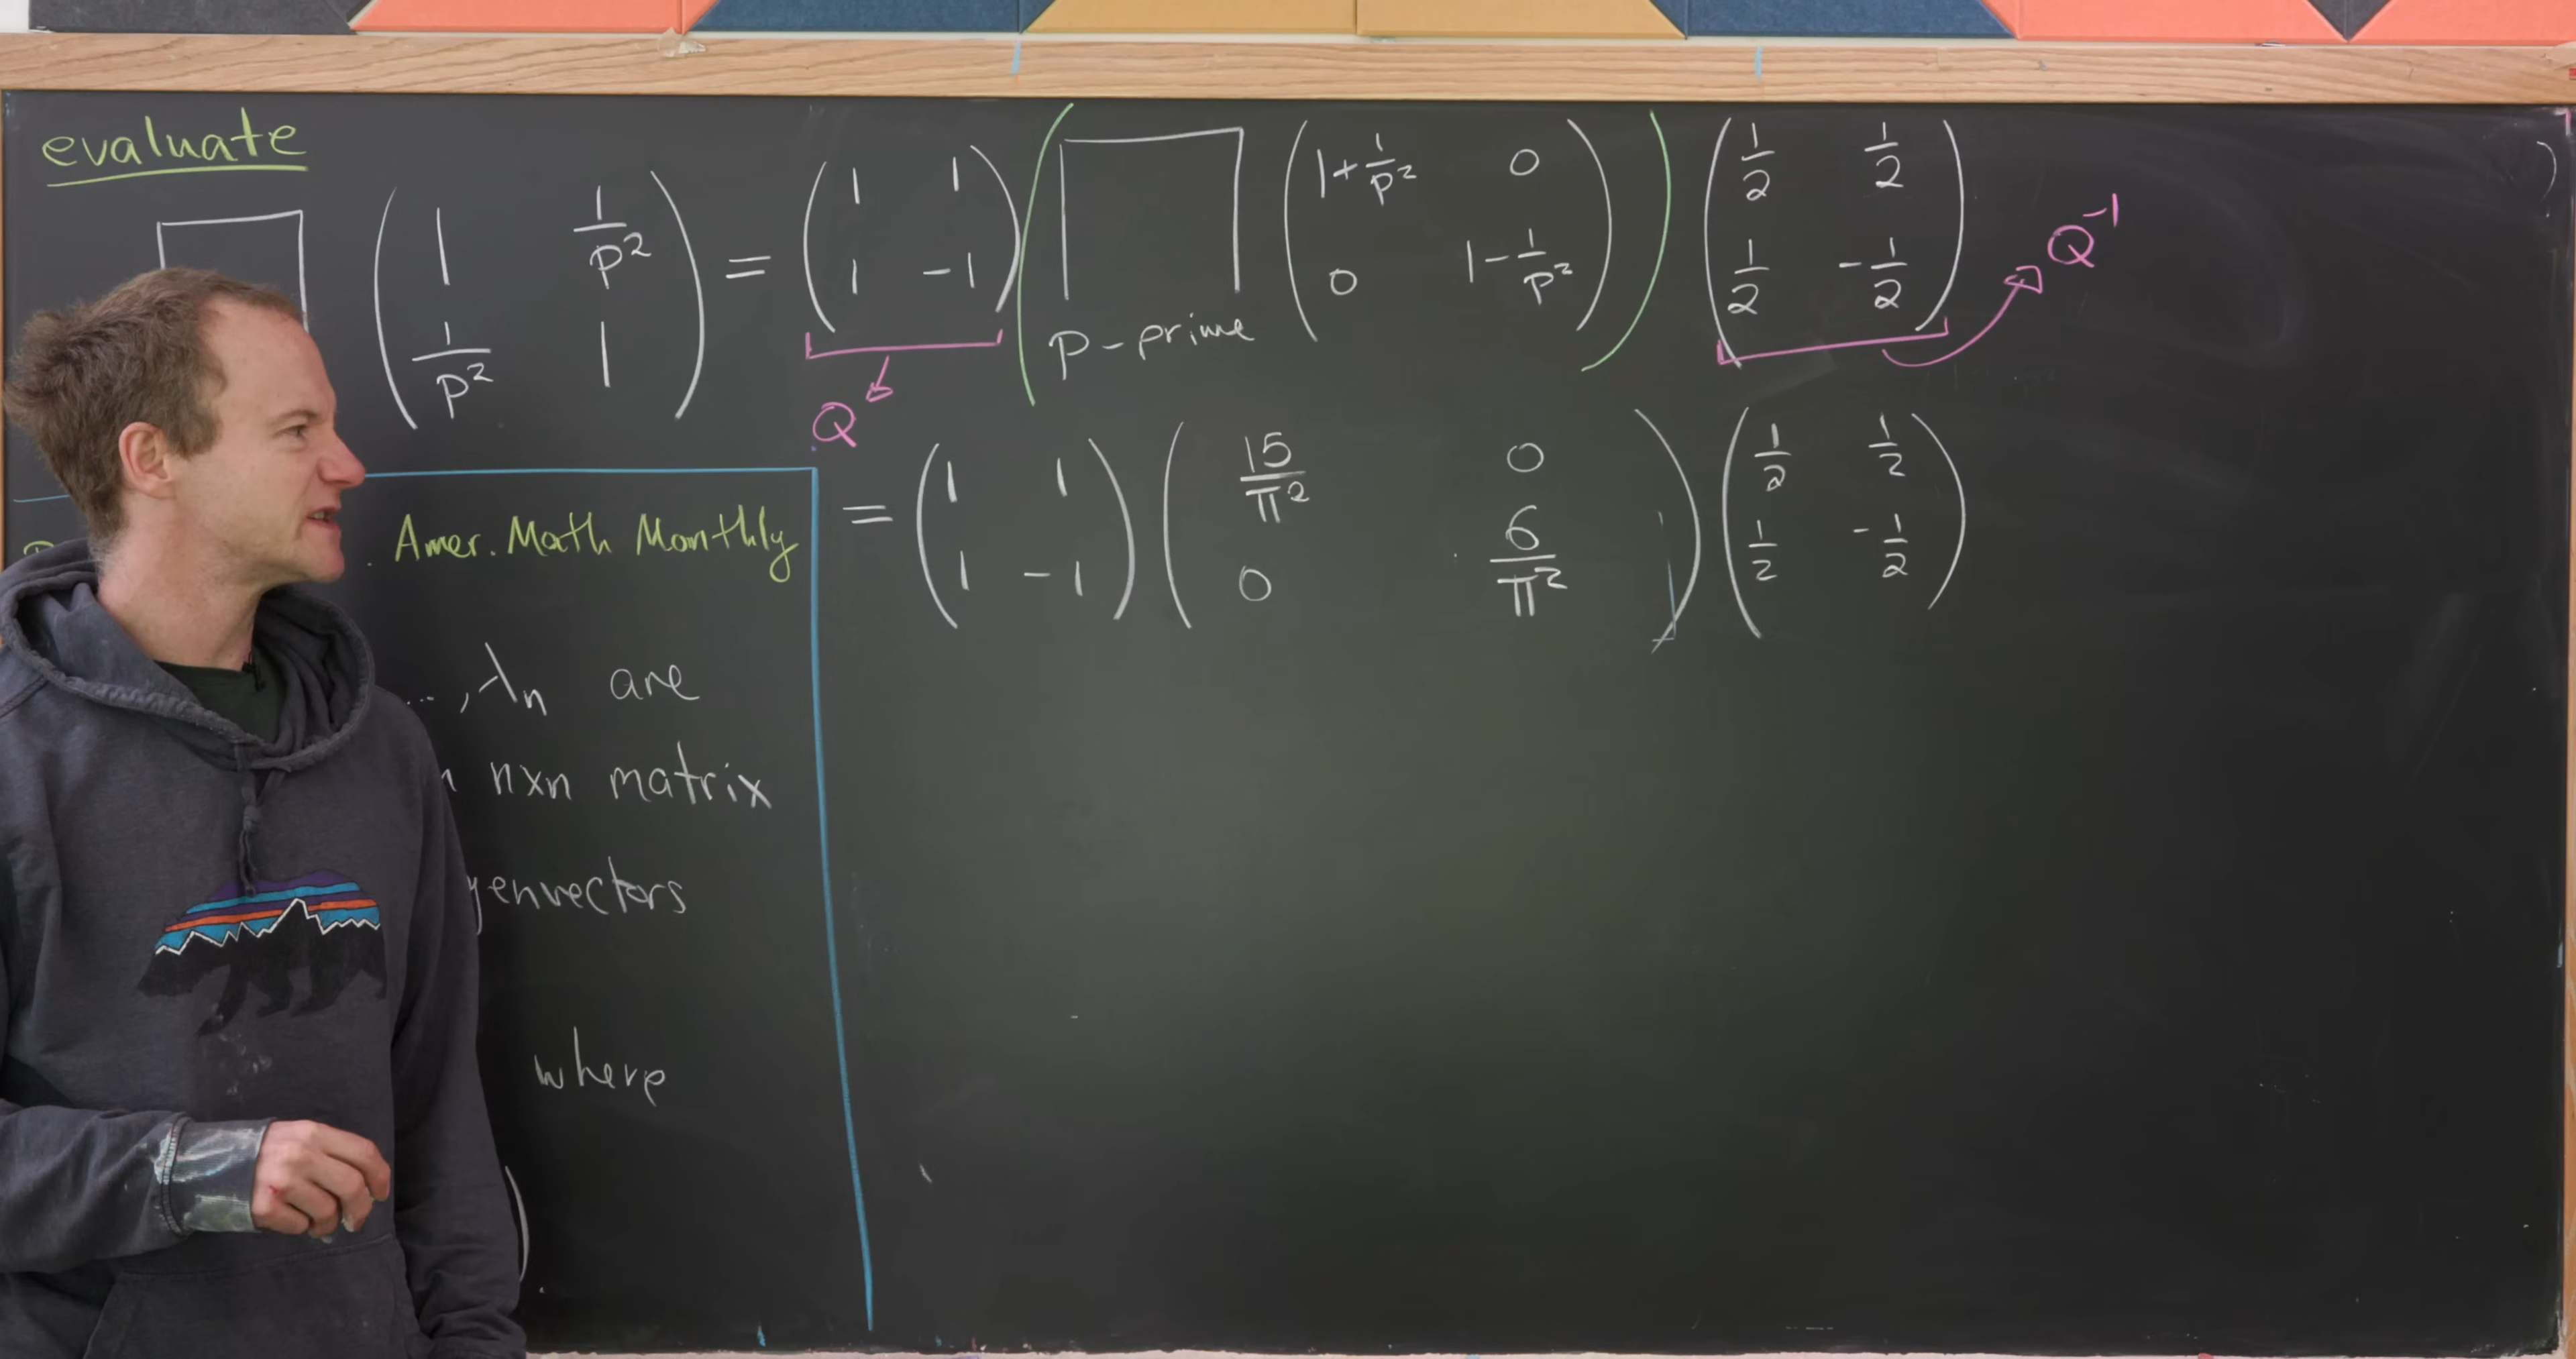 evaluate
∏ ( 1 1/p² ; 1/p² 1 ) = ( 1 1 ; 1 -1 ) ( ∏ p-prime ( 1+1/p² 0 ; 0 1-1/p² ) ) ( 1/2 1/2 ; 1/2 -1/2 )
Q
Q⁻¹
= ( 1 1 ; 1 -1 ) ( 15/π² 0 ; 0 6/π² ) ( 1/2 1/2 ; 1/2 -1/2 )
. Amer. Math Monthly
..., λn are
nxn matrix
genvectors
where